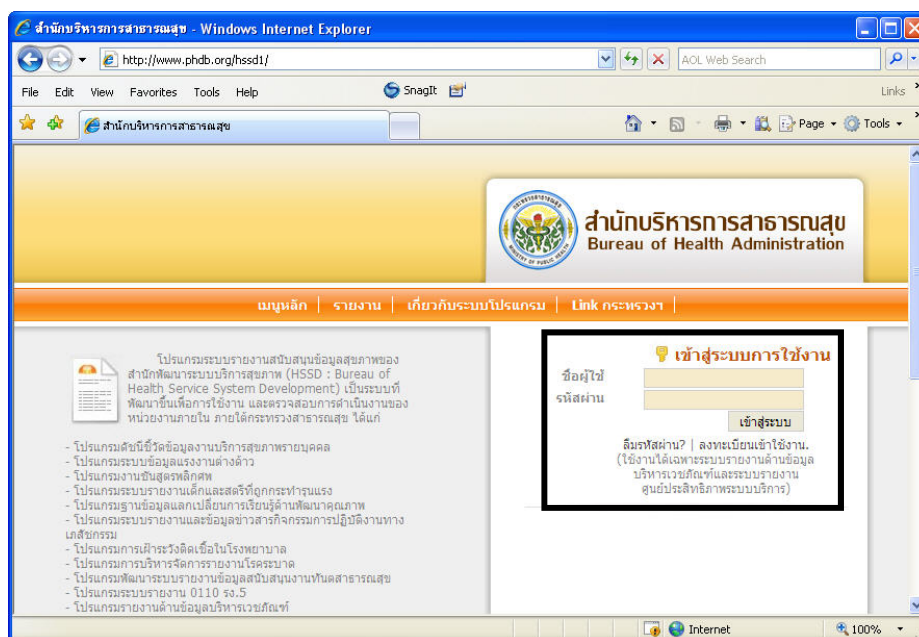 สำนักบริหารการสาธารณสุข - Windows Internet Explorer
http://www.phdb.org/hssd1/
AOL Web Search
File Edit View Favorites Tools Help
SnagIt
Links
สำนักบริหารการสาธารณสุข
Page
Tools
สำนักบริหารการสาธารณสุข
Bureau of Health Administration
MINISTRY OF PUBLIC HEALTH
เมนูหลัก | รายงาน | เกี่ยวกับระบบโปรแกรม | Link กระทรวงฯ |
โปรแกรมระบบรายงานสนับสนุนข้อมูลสุขภาพของ
สำนักพัฒนาระบบบริการสุขภาพ (HSSD : Bureau of
Health Service System Development) เป็นระบบที่
พัฒนาขึ้นเพื่อการใช้งาน และตรวจสอบการดำเนินงานของ
หน่วยงานภายใน ภายใต้กระทรวงสาธารณสุข ได้แก่
- โปรแกรมดัชนีชี้วัดข้อมูลงานบริการสุขภาพรายบุคคล
- โปรแกรมระบบข้อมูลแรงงานต่างด้าว
- โปรแกรมงานชันสูตรพลิกศพ
- โปรแกรมระบบรายงานเด็กและสตรีที่ถูกกระทำรุนแรง
- โปรแกรมฐานข้อมูลแลกเปลี่ยนการเรียนรู้ด้านพัฒนาคุณภาพ
- โปรแกรมระบบรายงานและข้อมูลข่าวสารกิจกรรมการปฏิบัติงานทาง
เภสัชกรรม
- โปรแกรมการเฝ้าระวังติดเชื้อในโรงพยาบาล
- โปรแกรมการบริหารจัดการรายงานโรคระบาด
- โปรแกรมพัฒนาระบบรายงานข้อมูลสนับสนุนงานทันตสาธารณสุข
- โปรแกรมระบบรายงาน 0110 รง.5
- โปรแกรมรายงานด้านข้อมูลบริหารเวชภัณฑ์
เข้าสู่ระบบการใช้งาน
ชื่อผู้ใช้
รหัสผ่าน
เข้าสู่ระบบ
ลืมรหัสผ่าน? | ลงทะเบียนเข้าใช้งาน.
(ใช้งานได้เฉพาะระบบรายงานด้านข้อมูล
บริหารเวชภัณฑ์และระบบรายงาน
ศูนย์ประสิทธิภาพระบบบริการ)
Internet
100%